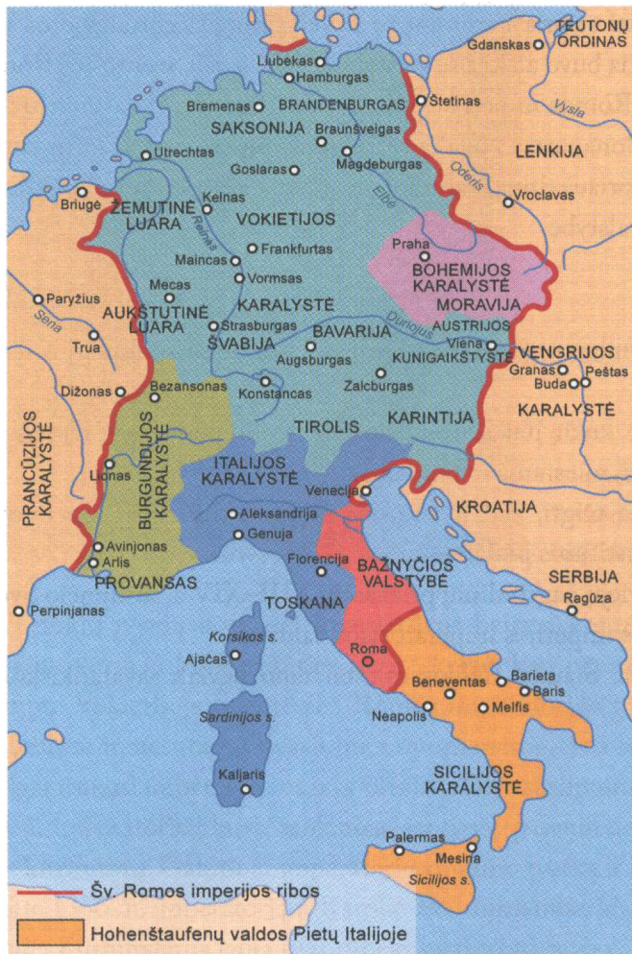 TEUTONŲ
ORDINAS
Gdanskas
Liubekas
Hamburgas
Bremenas
BRANDENBURGAS
Štetinas
Vysla
SAKSONIJA
Braunšveigas
Utrechtas
Goslaras
Magdeburgas
LENKIJA
Oderis
Elbė
Briugė
ŽEMUTINĖ
LUARA
Kelnas
Reinas
VOKIETIJOS
Vroclavas
Praha
Frankfurtas
Maincas
BOHEMIJOS
KARALYSTĖ
Vormsas
Paryžius
Mecas
KARALYSTĖ
MORAVIJA
Sena
AUKŠTUTINĖ
LUARA
Strasburgas
BAVARIJA
Dunojus
AUSTRIJOS
Trua
ŠVABIJA
Viena
KUNIGAIKŠTYSTĖ
VENGRIJOS
Augsburgas
Granas
Peštas
Buda
Dižonas
Bezansonas
Konstancas
Zalcburgas
KARALYSTĖ
KARINTIJA
TIROLIS
PRANCŪZIJOS
KARALYSTĖ
BURGUNDIJOS
KARALYSTĖ
ITALIJOS
KARALYSTĖ
Lionas
Venecija
KROATIJA
Aleksandrija
Genuja
Avinjonas
Arlis
Florencija
BAŽNYČIOS
VALSTYBĖ
PROVANSAS
SERBIJA
TOSKANA
Perpinjanas
Ragūza
Korsikos s.
Ajačas
Roma
Barieta
Beneventas
Baris
Sardinijos s.
Neapolis
Melfis
Kaljaris
SICILIJOS
KARALYSTĖ
Palermas
Mesina
Sicilijos s.
Šv. Romos imperijos ribos
Hohenštaufenų valdos Pietų Italijoje